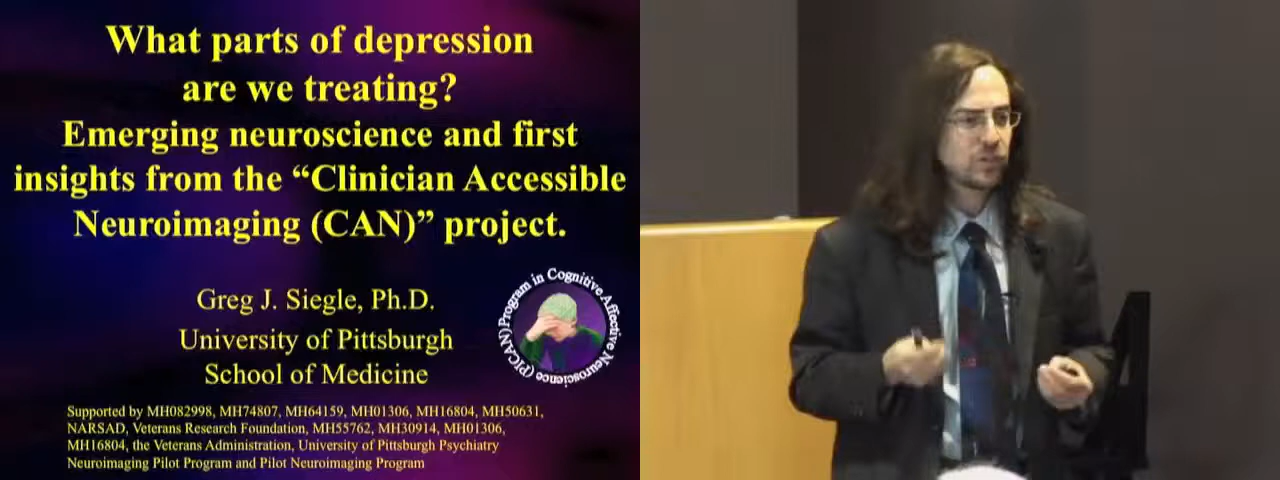 What parts of depression
are we treating?
Emerging neuroscience and first
insights from the “Clinician Accessible
Neuroimaging (CAN)” project.
Greg J. Siegle, Ph.D.
University of Pittsburgh
School of Medicine
(PICAN) Program in Cognitive Affective Neuroscience
Supported by MH082998, MH74807, MH64159, MH01306, MH16804, MH50631,
NARSAD, Veterans Research Foundation, MH55762, MH30914, MH01306,
MH16804, the Veterans Administration, University of Pittsburgh Psychiatry
Neuroimaging Pilot Program and Pilot Neuroimaging Program